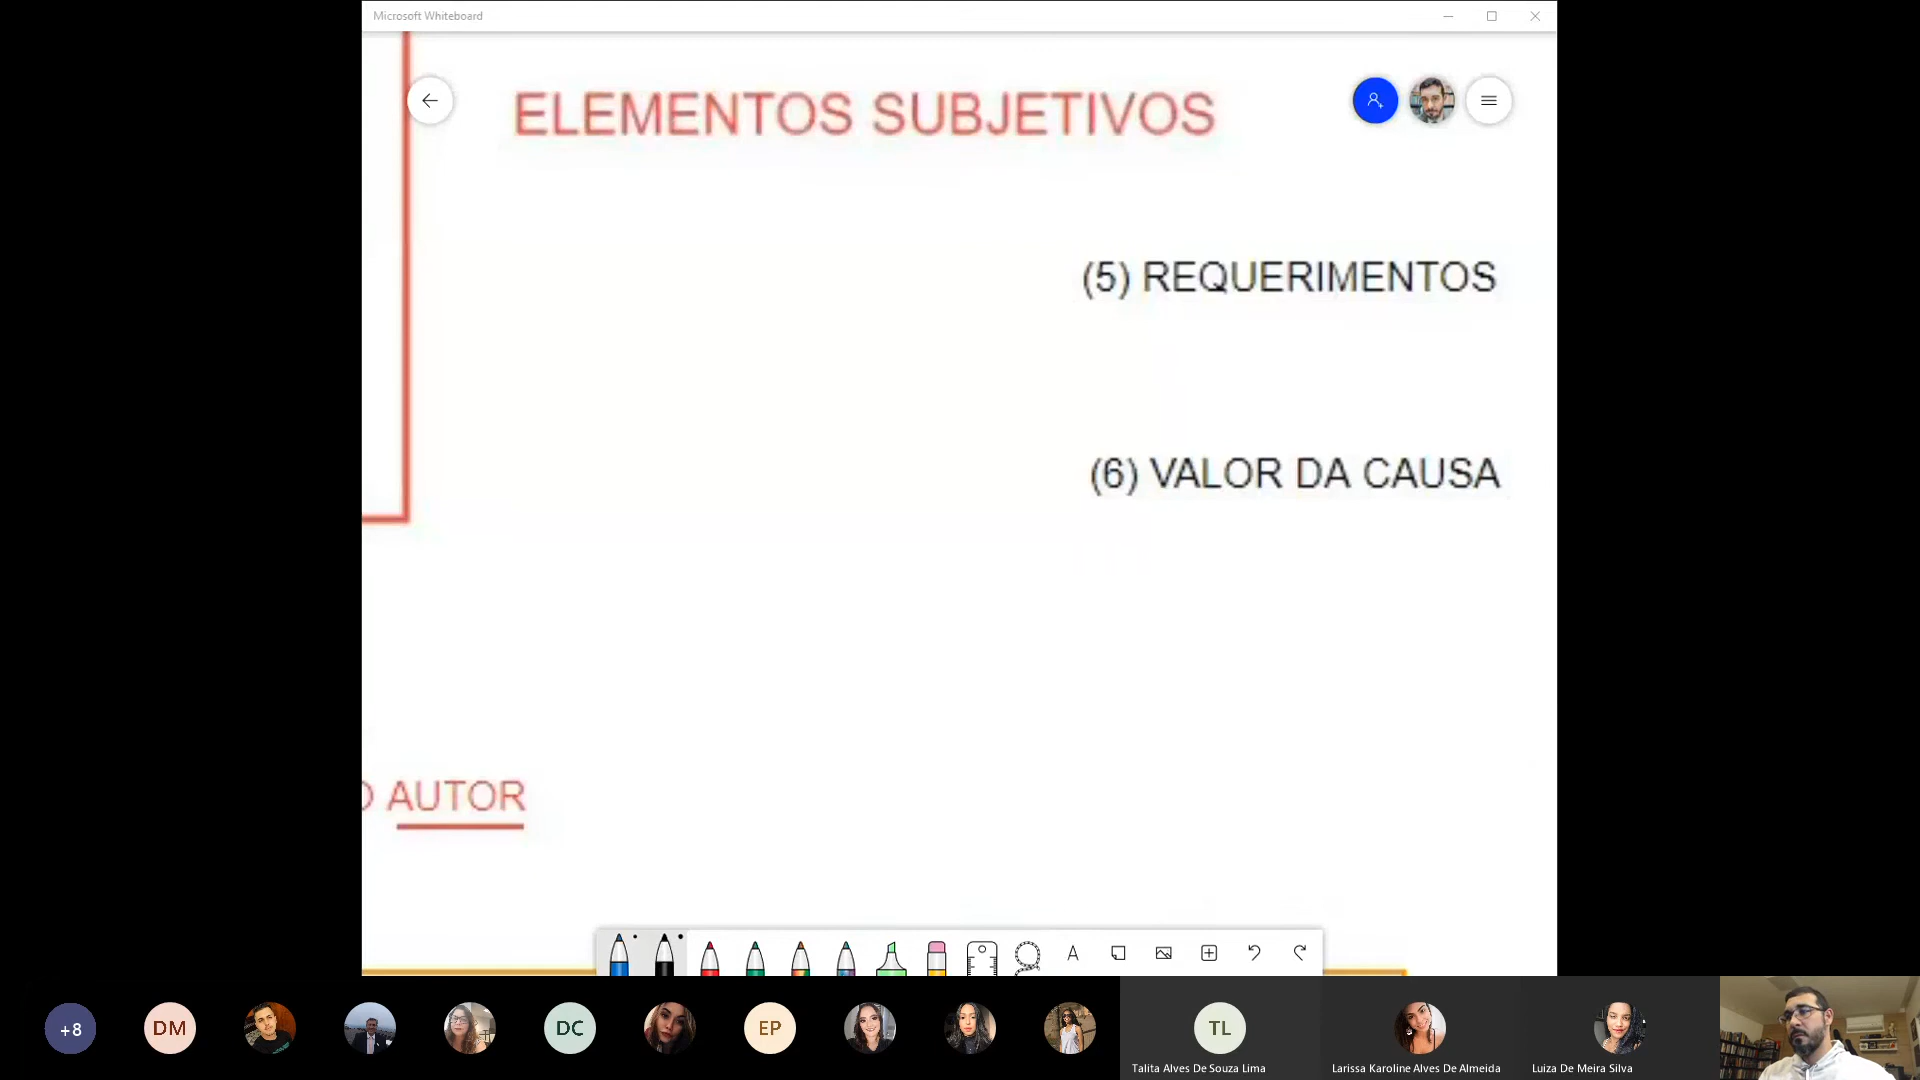 Microsoft Whiteboard
ELEMENTOS SUBJETIVOS
(5) REQUERIMENTOS
(6) VALOR DA CAUSA
O AUTOR
+8
DM
DC
EP
TL
Talita Alves De Souza Lima
Larissa Karoline Alves De Almeida
Luiza De Meira Silva